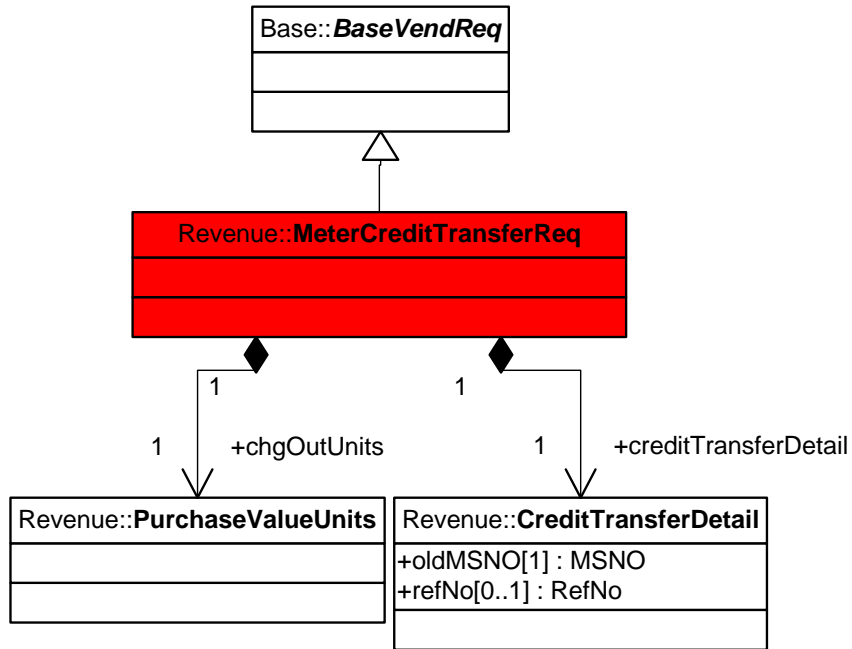 Base::BaseVendReq
Revenue::MeterCreditTransferReq
1
1
1
+chgOutUnits
1
+creditTransferDetail
Revenue::PurchaseValueUnits
Revenue::CreditTransferDetail
+oldMSNO[1] : MSNO
+refNo[0..1] : RefNo